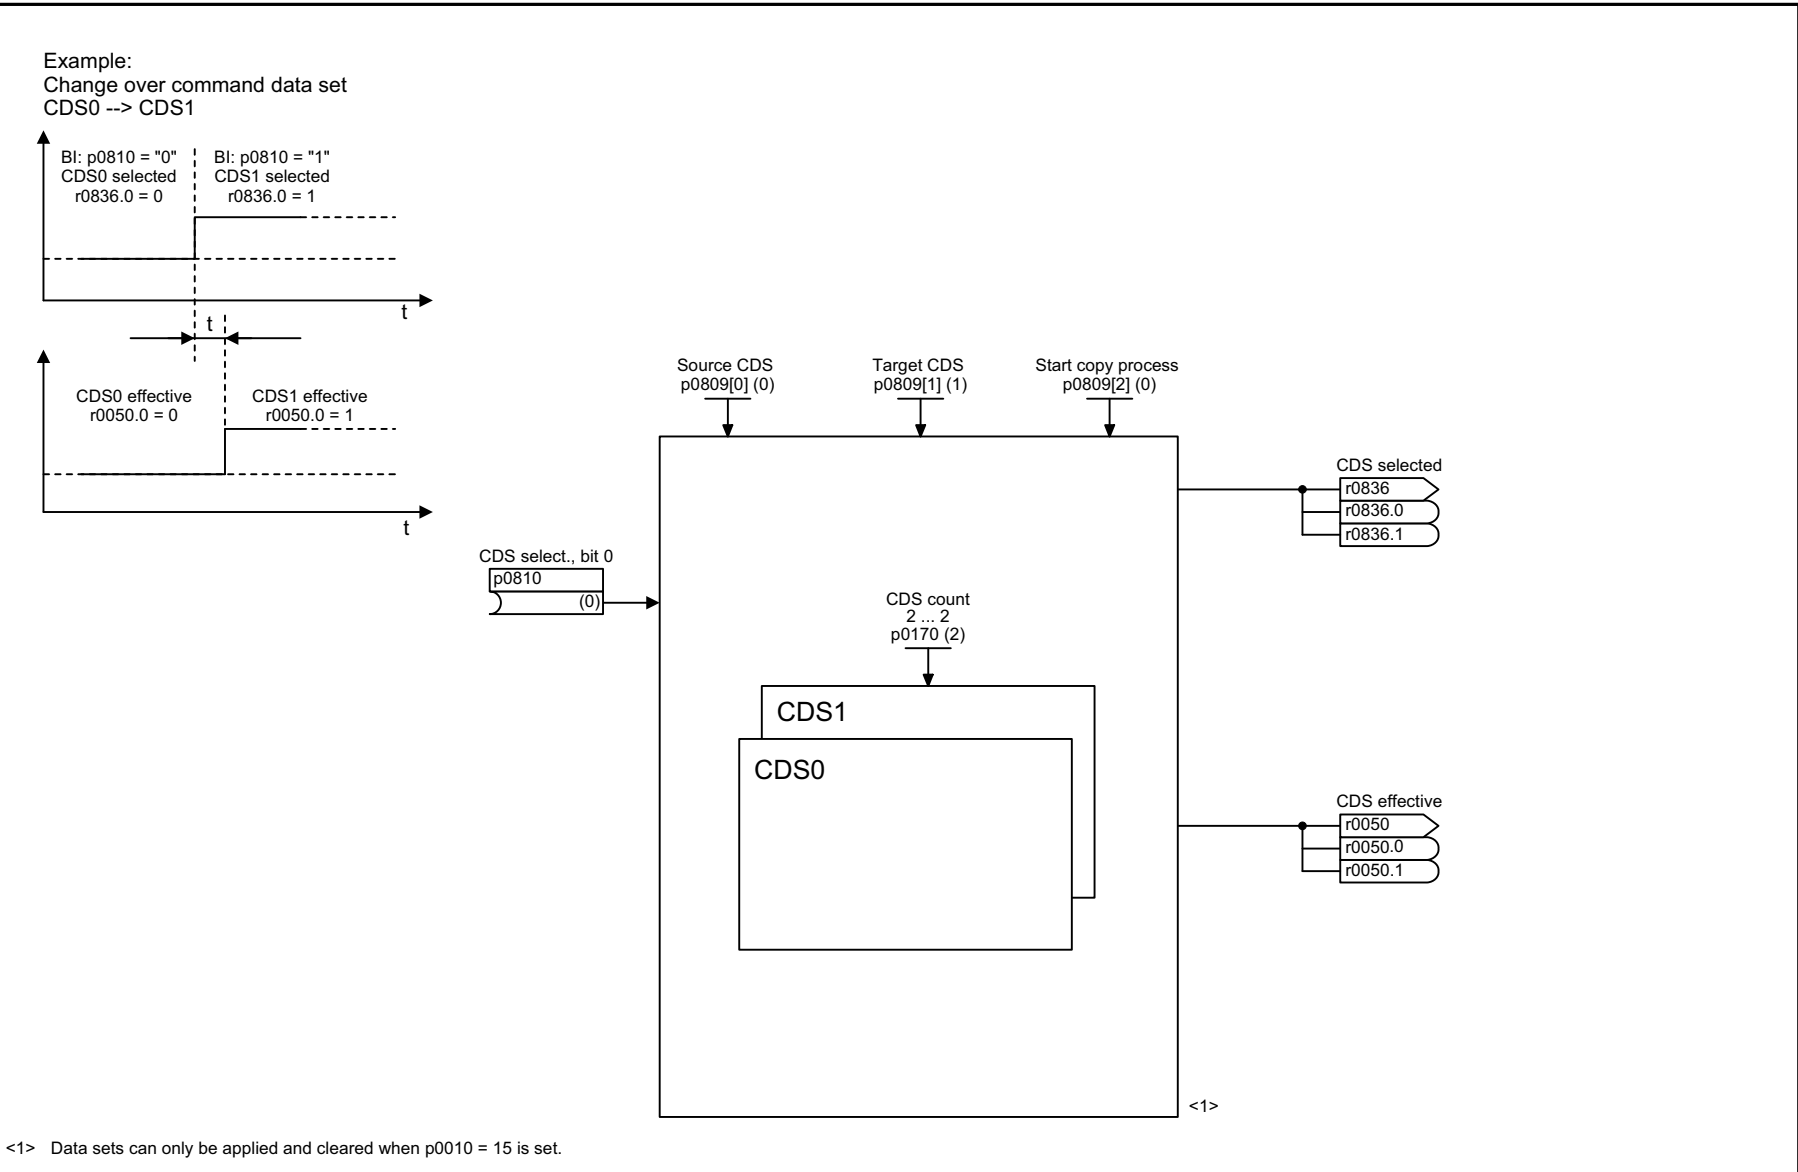 Example:
Change over command data set
CDS0 --> CDS1
BI: p0810 = "0"
CDS0 selected
r0836.0 = 0
BI: p0810 = "1"
CDS1 selected
r0836.0 = 1
t
t
CDS0 effective
r0050.0 = 0
CDS1 effective
r0050.0 = 1
t
Source CDS
p0809[0] (0)
Target CDS
p0809[1] (1)
Start copy process
p0809[2] (0)
CDS selected
r0836
r0836.0
r0836.1
CDS select., bit 0
p0810
(0)
CDS count
2 ... 2
p0170 (2)
CDS1
CDS0
CDS effective
r0050
r0050.0
r0050.1
<1>
<1> Data sets can only be applied and cleared when p0010 = 15 is set.